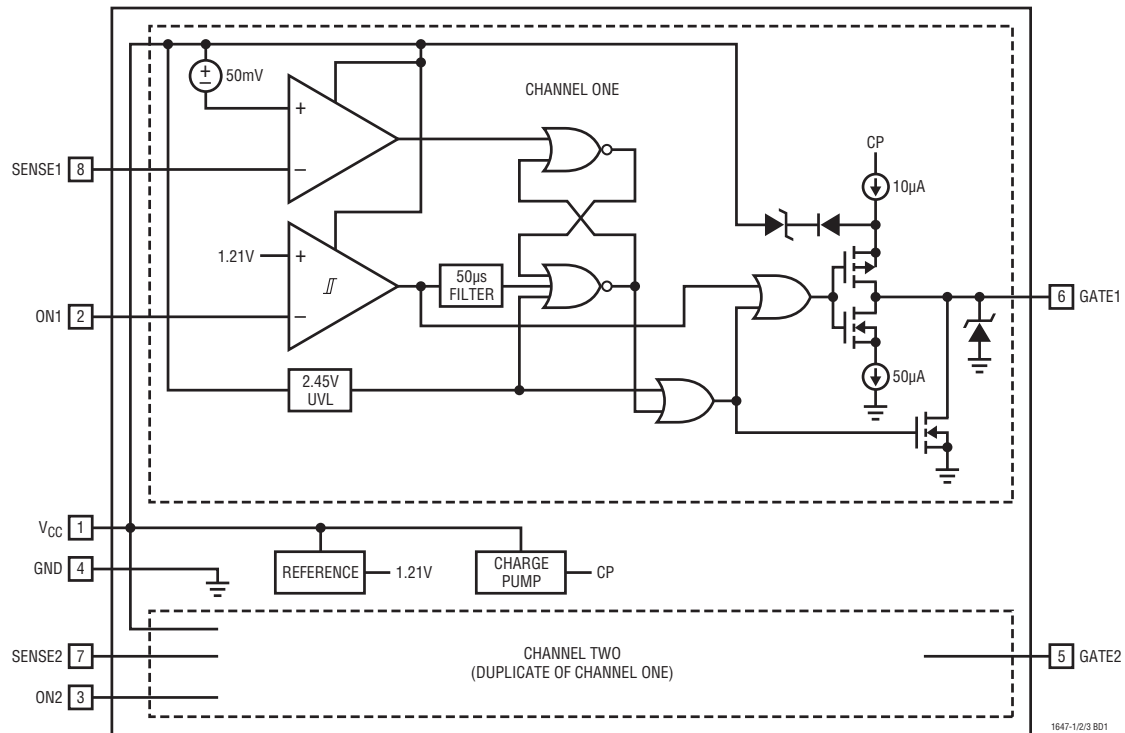 +
−
50mV
+
−
CHANNEL ONE
CP
10µA
SENSE1 8
1.21V
+
−
50µs
FILTER
ON1 2
6 GATE1
2.45V
UVL
50µA
VCC 1
GND 4
REFERENCE
1.21V
CHARGE
PUMP
CP
SENSE2 7
CHANNEL TWO
(DUPLICATE OF CHANNEL ONE)
5 GATE2
ON2 3
1647-1/2/3 BD1